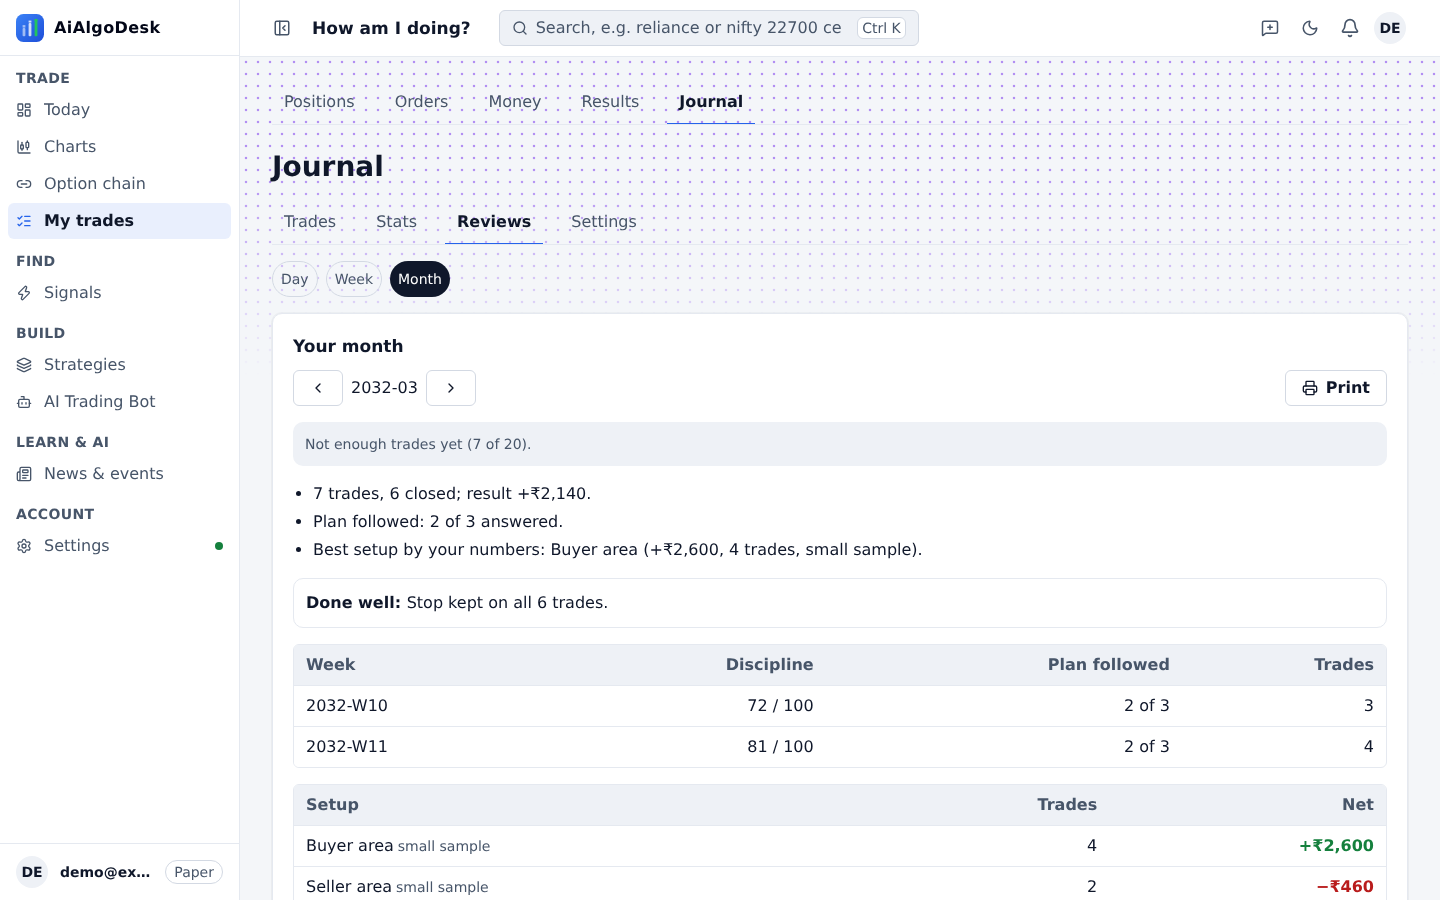 AiAlgoDesk
How am I doing?
Search, e.g. reliance or nifty 22700 ce
Ctrl K
DE
TRADE
Today
Charts
Option chain
My trades
FIND
Signals
BUILD
Strategies
AI Trading Bot
LEARN & AI
News & events
ACCOUNT
Settings
DE
demo@ex...
Paper
Positions Orders Money Results Journal
Journal
Trades Stats Reviews Settings
Day Week Month
Your month
2032-03
Print
Not enough trades yet (7 of 20).
• 7 trades, 6 closed; result +₹2,140.
• Plan followed: 2 of 3 answered.
• Best setup by your numbers: Buyer area (+₹2,600, 4 trades, small sample).
Done well: Stop kept on all 6 trades.
Week Discipline Plan followed Trades
2032-W10 72 / 100 2 of 3 3
2032-W11 81 / 100 2 of 3 4
Setup Trades Net
Buyer area small sample 4 +₹2,600
Seller area small sample 2 −₹460